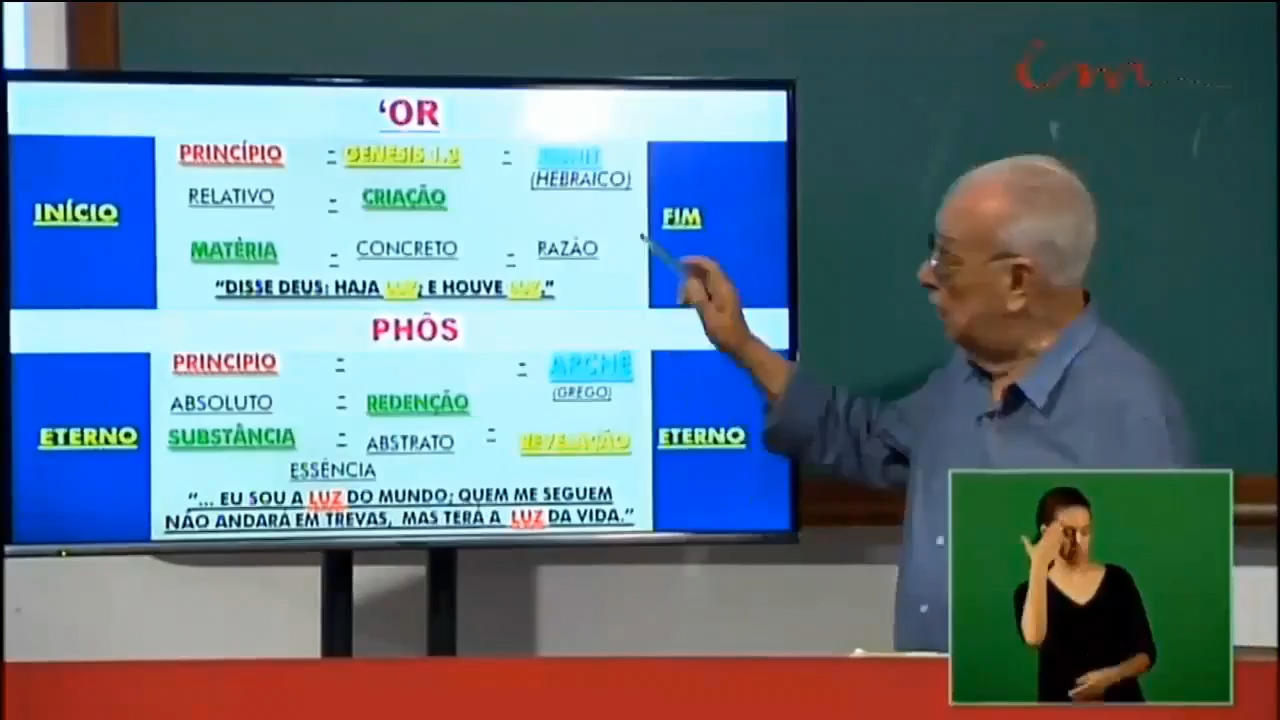 ‘OR
PRINCÍPIO = GENESIS 1.3 =
(HEBRAICO)
RELATIVO = CRIAÇÃO
INÍCIO
FIM
MATÉRIA = CONCRETO = RAZÃO
“DISSE DEUS: HAJA LUZ; E HOUVE LUZ.”
PHÔS
PRINCIPIO = = ARCHÊ
(GREGO)
ABSOLUTO = REDENÇÃO
ETERNO
SUBSTÂNCIA = ABSTRATO = REVELAÇÃO
ETERNO
ESSÊNCIA
“... EU SOU A LUZ DO MUNDO; QUEM ME SEGUEM
NÃO ANDARÁ EM TREVAS, MAS TERÁ A LUZ DA VIDA.”